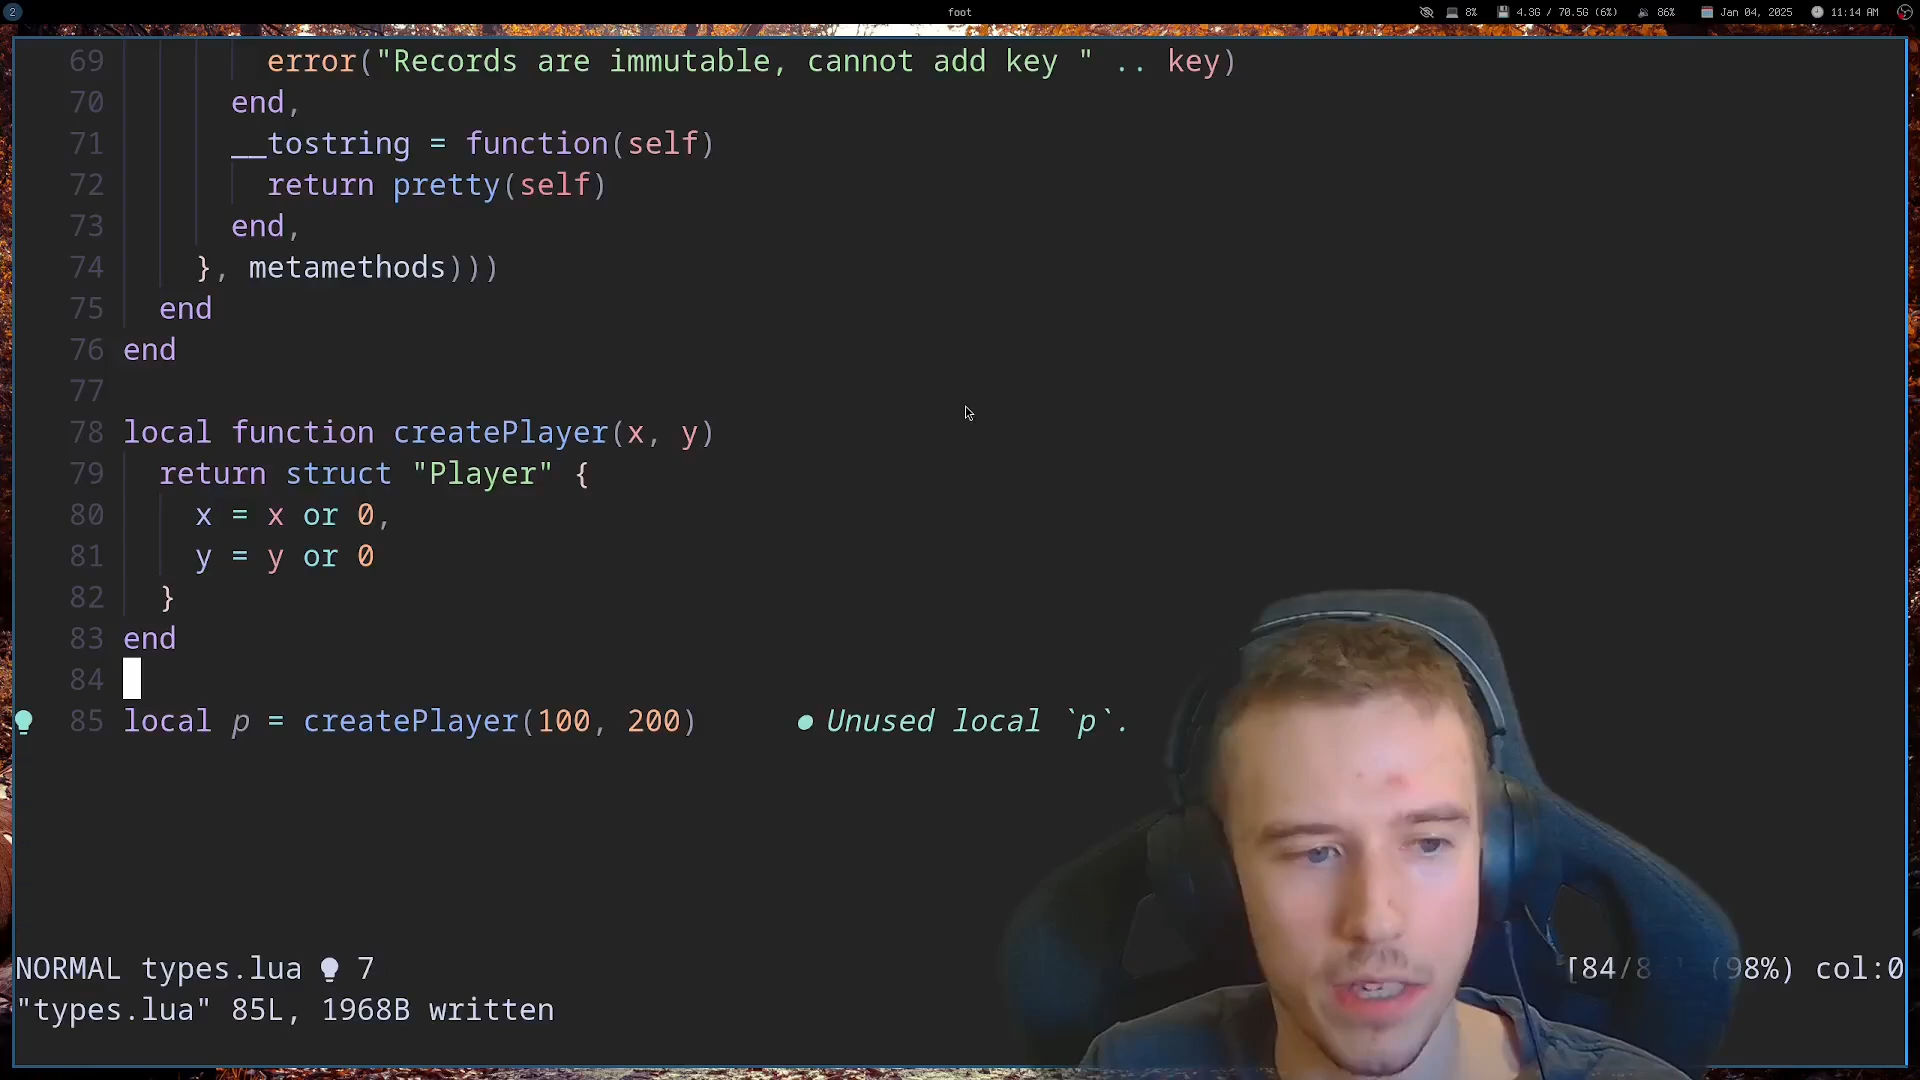 2 foot 8% 4.3G / 70.5G (6%) 86% Jan 04, 2025 11:14 AM
69 error("Records are immutable, cannot add key " .. key)
70 end,
71 __tostring = function(self)
72 return pretty(self)
73 end,
74 }, metamethods)))
75 end
76 end
77
78 local function createPlayer(x, y)
79 return struct "Player" {
80 x = x or 0,
81 y = y or 0
82 }
83 end
84
85 local p = createPlayer(100, 200) ● Unused local `p`.
NORMAL types.lua 7 [84/8 (98%) col:0
"types.lua" 85L, 1968B written